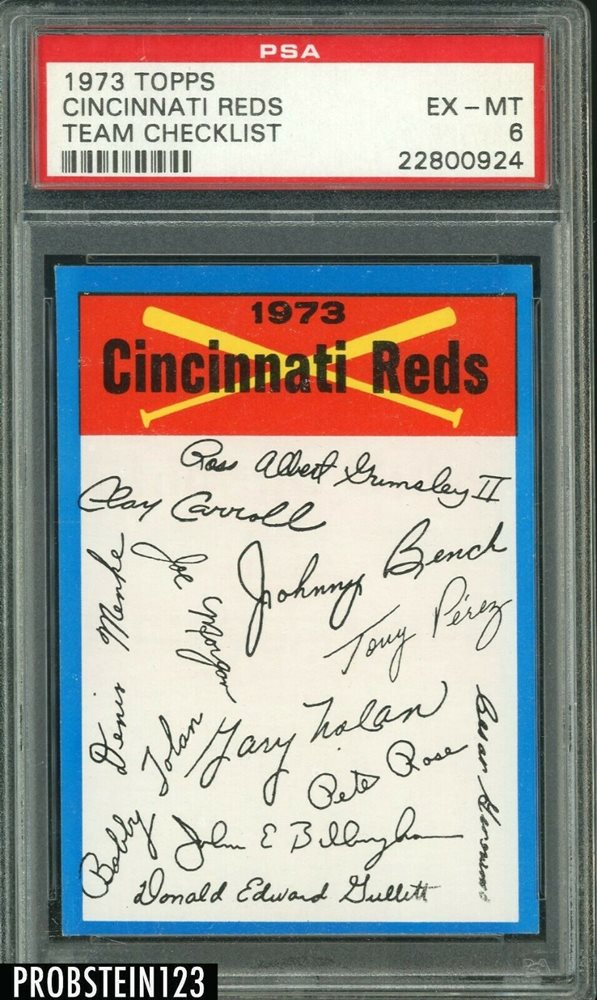 PSA
1973 TOPPS
CINCINNATI REDS EX-MT
TEAM CHECKLIST 6
22800924
1973
Cincinnati Reds
Ross Albert Grimsley II
Clay Carroll
Johnny Bench
Joe Morgan
Denis Menke
Tony Pérez
Gary Nolan
Bobby Tolan
Pete Rose
Cesar Geronimo
John E Billingham
Donald Edward Gullett
PROBSTEIN123